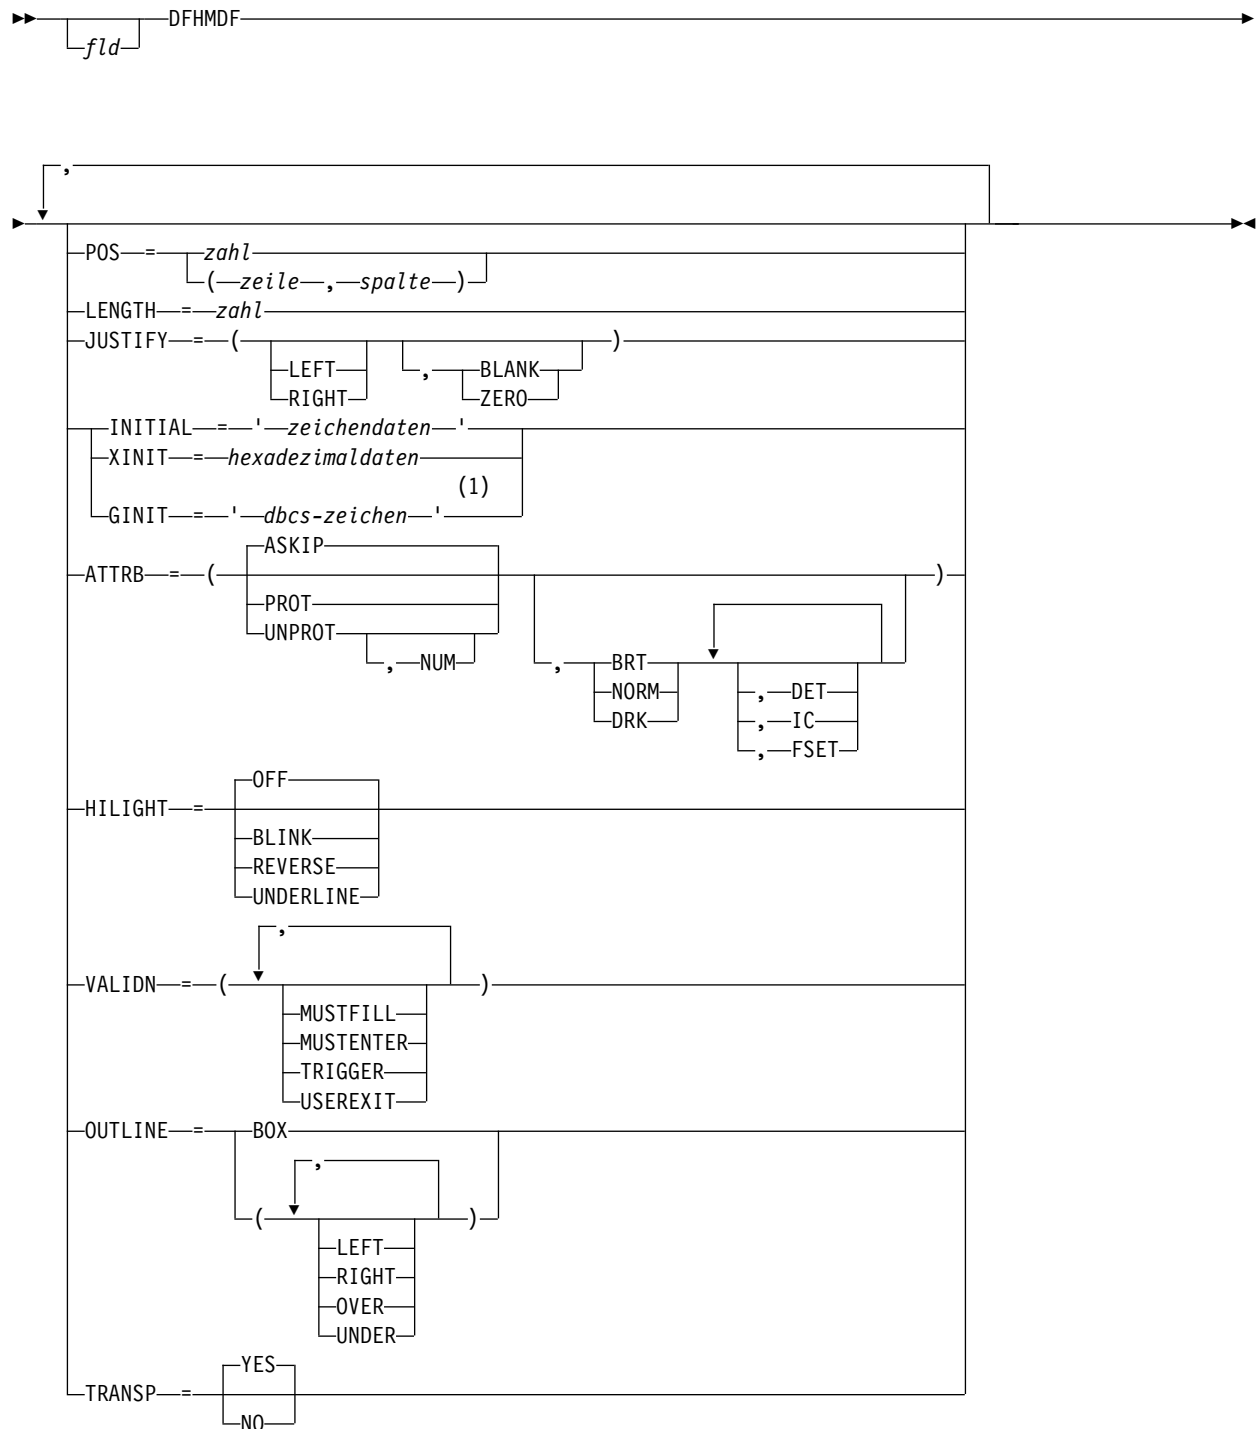 DFHMDF
fld
,
POS = zahl
( zeile , spalte )
LENGTH = zahl
JUSTIFY = ( )
LEFT , BLANK
RIGHT ZERO
INITIAL = ' zeichendaten '
XINIT = hexadezimaldaten
(1)
GINIT = ' dbcs-zeichen '
ASKIP
ATTRB = ( )
PROT
UNPROT
, NUM , BRT
NORM , DET
DRK , IC
, FSET
OFF
HILIGHT =
BLINK
REVERSE
UNDERLINE
,
VALIDN = ( )
MUSTFILL
MUSTENTER
TRIGGER
USEREXIT
OUTLINE = BOX
,
( )
LEFT
RIGHT
OVER
UNDER
YES
TRANSP =
NO